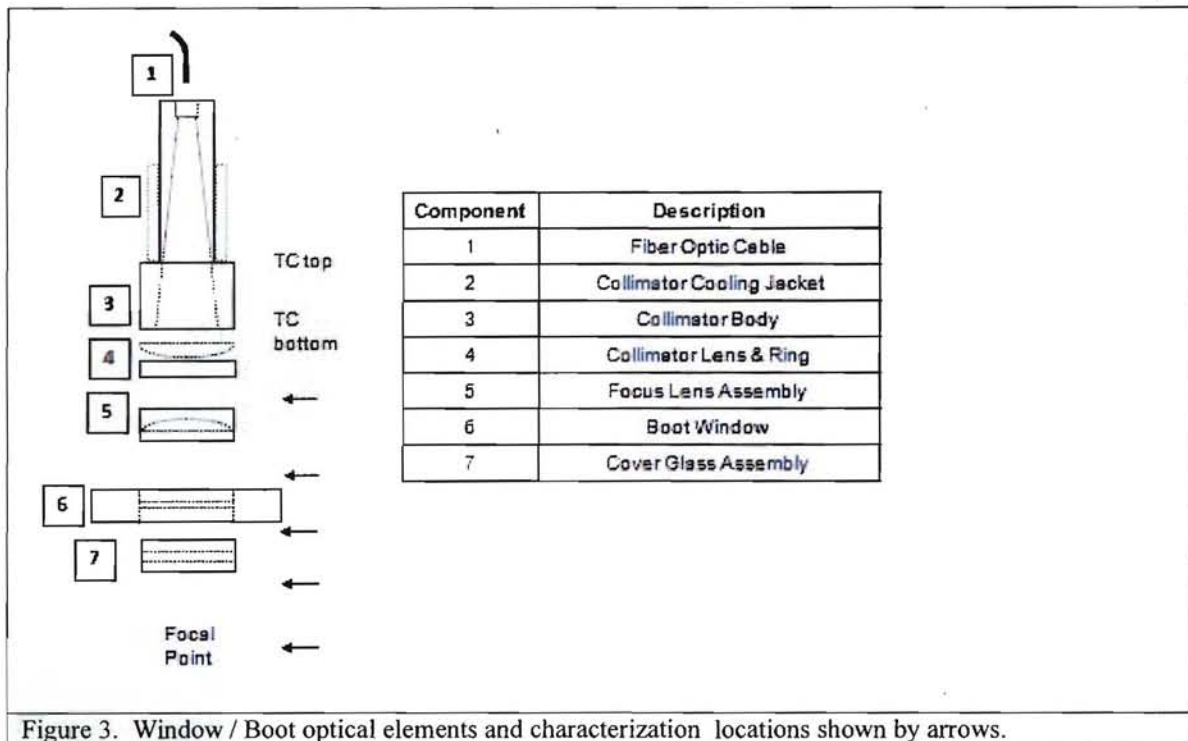 1
2
TC top
3
TC
bottom
4
5
6
7
Focal
Point
Component Description
1 Fiber Optic Cable
2 Collimator Cooling Jacket
3 Collimator Body
4 Collimator Lens & Ring
5 Focus Lens Assembly
6 Boot Window
7 Cover Glass Assembly
Figure 3. Window / Boot optical elements and characterization locations shown by arrows.